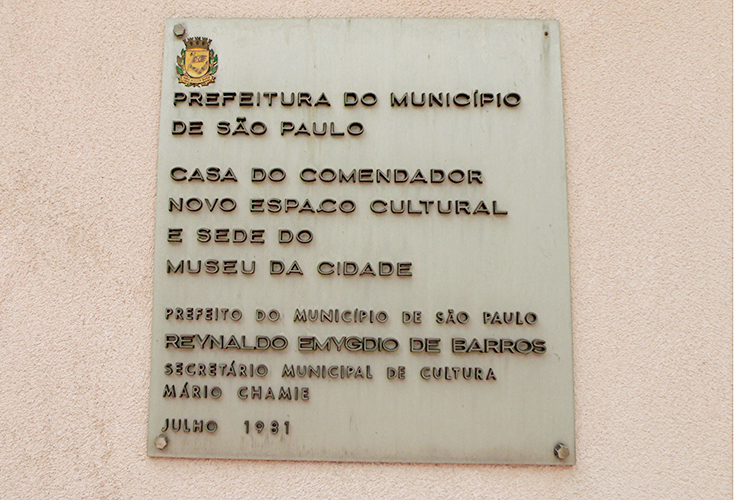 PREFEITURA DO MUNICÍPIO
DE SÃO PAULO
CASA DO COMENDADOR
NOVO ESPAÇO CULTURAL
E SEDE DO
MUSEU DA CIDADE
PREFEITO DO MUNICÍPIO DE SÃO PAULO
REYNALDO EMYGDIO DE BARROS
SECRETÁRIO MUNICIPAL DE CULTURA
MÁRIO CHAMIE
JULHO 1981